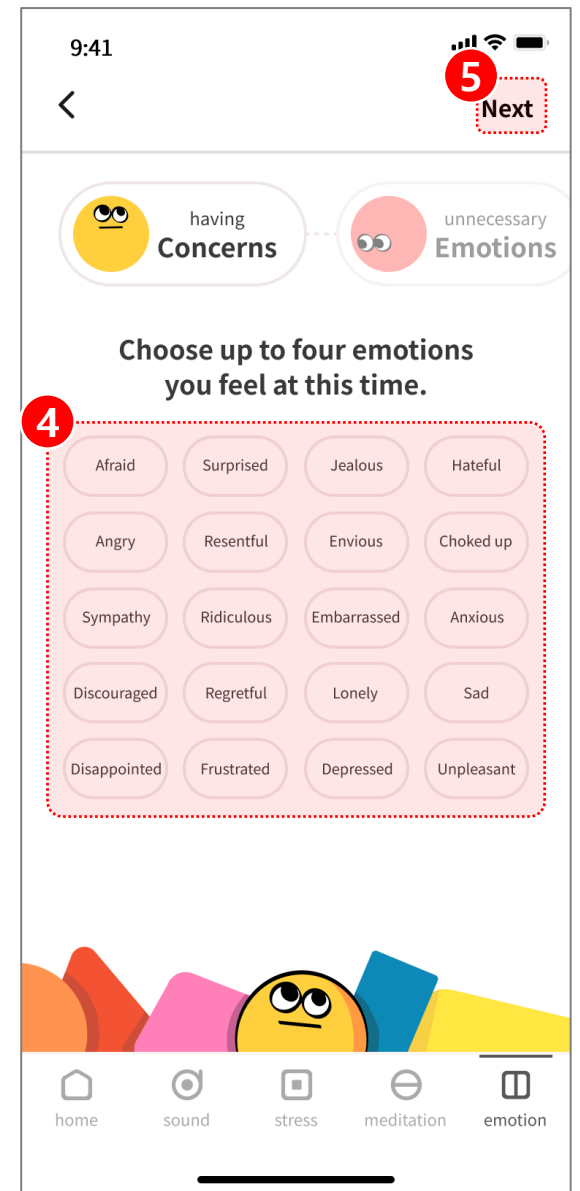 9:41
5
Next
having
Concerns
unnecessary
Emotions
Choose up to four emotions
you feel at this time.
4
Afraid Surprised Jealous Hateful
Angry Resentful Envious Choked up
Sympathy Ridiculous Embarrassed Anxious
Discouraged Regretful Lonely Sad
Disappointed Frustrated Depressed Unpleasant
home sound stress meditation emotion